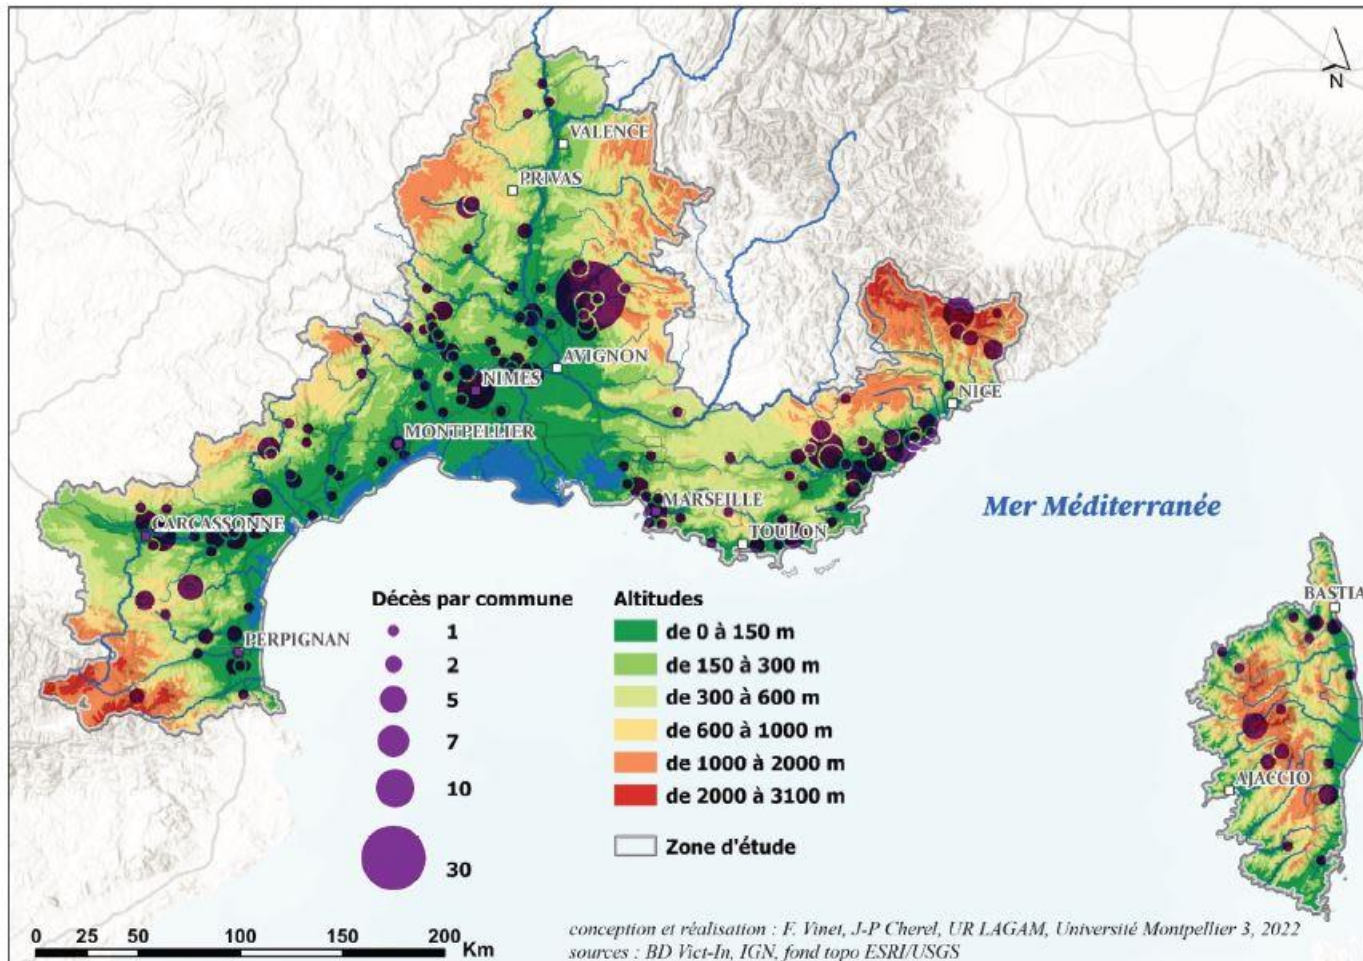 N
VALENCE
PRIVAS
AVIGNON
NIMES
NICE
MONTPELLIER
MARSEILLE
Mer Méditerranée
CARCASSONNE
TOULON
BASTIA
PERPIGNAN
AJACCIO
Décès par commune
1
2
5
7
10
30
Altitudes
de 0 à 150 m
de 150 à 300 m
de 300 à 600 m
de 600 à 1000 m
de 1000 à 2000 m
de 2000 à 3100 m
Zone d'étude
0 25 50 100 150 200
Km
conception et réalisation : F. Vinet, J-P Cherel, UR LAGAM, Université Montpellier 3, 2022
sources : BD Vict-In, IGN, fond topo ESRI/USGS